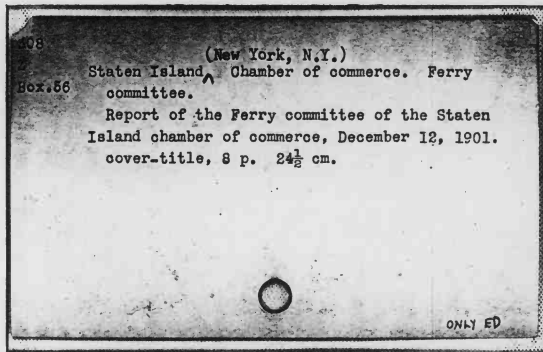 308
Z
Box.56
(New York, N.Y.)
Staten Island ^ Chamber of commerce. Ferry
committee.
Report of the Ferry committee of the Staten
Island chamber of commerce, December 12, 1901.
cover-title, 8 p. 24½ cm.
ONLY ED